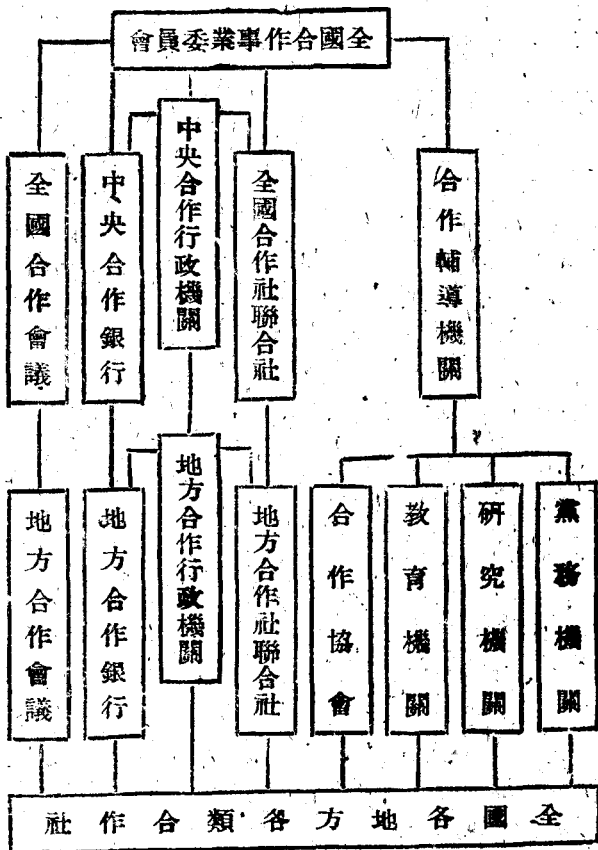 全國合作事業委員會
合作輔導機關
全國合作社聯合社
中央合作行政機關
中央合作銀行
全國合作會議
黨務機關
研究機關
教育機關
合作協會
地方合作社聯合社
地方合作行政機關
地方合作銀行
地方合作會議
全國各地方各類合作社